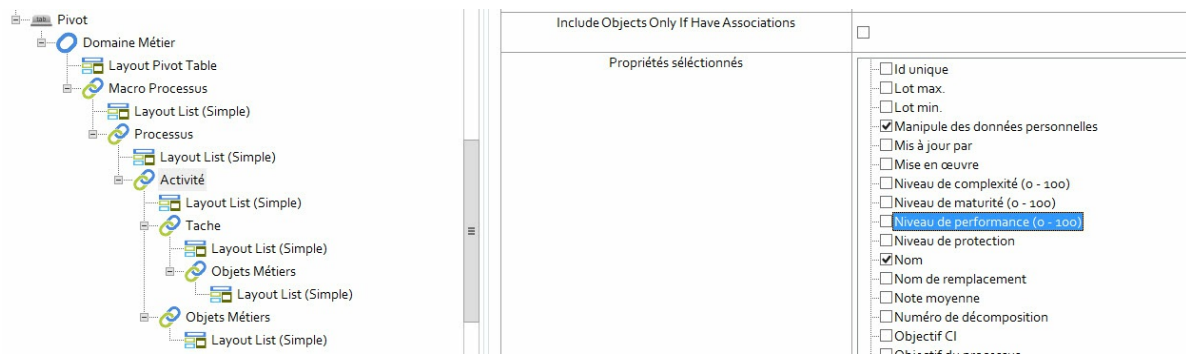 tab Pivot
Domaine Métier
Layout Pivot Table
Macro Processus
Layout List (Simple)
Processus
Layout List (Simple)
Activité
Layout List (Simple)
Tache
Layout List (Simple)
Objets Métiers
Layout List (Simple)
Objets Métiers
Layout List (Simple)
Include Objects Only If Have Associations
Propriétés séléctionnés
Id unique
Lot max.
Lot min.
Manipule des données personnelles
Mis à jour par
Mise en œuvre
Niveau de complexité (0 - 100)
Niveau de maturité (0 - 100)
Niveau de performance (0 - 100)
Niveau de protection
Nom
Nom de remplacement
Note moyenne
Numéro de décomposition
Objectif CI
Objectif du processus